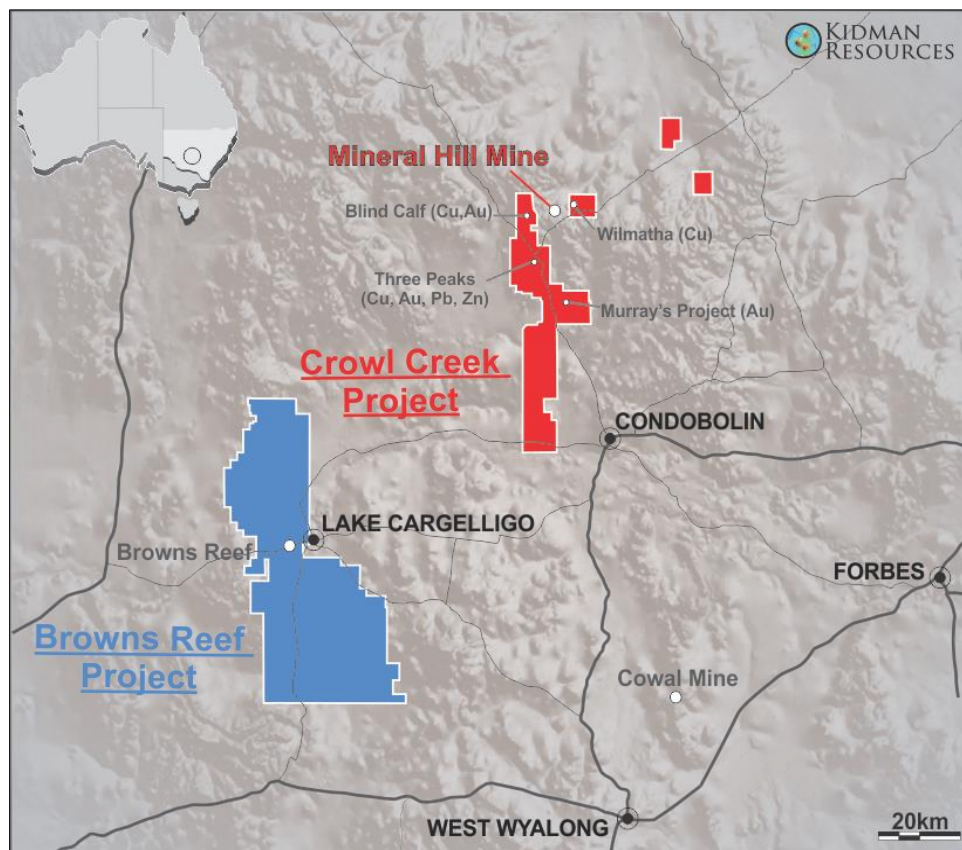 KIDMAN
RESOURCES
Mineral Hill Mine
Blind Calf (Cu,Au)
Wilmatha (Cu)
Three Peaks
(Cu, Au, Pb, Zn)
Murray's Project (Au)
Crowl Creek
Project
CONDOBOLIN
LAKE CARGELLIGO
Browns Reef
FORBES
Browns Reef
Project
Cowal Mine
WEST WYALONG
20km